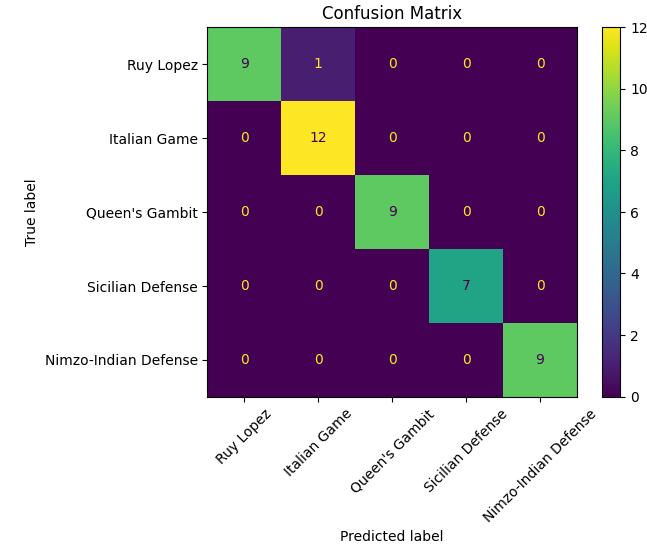 Confusion Matrix
Ruy Lopez 9 1 0 0 0
Italian Game 0 12 0 0 0
Queen's Gambit 0 0 9 0 0
Sicilian Defense 0 0 0 7 0
Nimzo-Indian Defense 0 0 0 0 9
True label
Ruy Lopez
Italian Game
Queen's Gambit
Sicilian Defense
Nimzo-Indian Defense
Predicted label
12
10
8
6
4
2
0